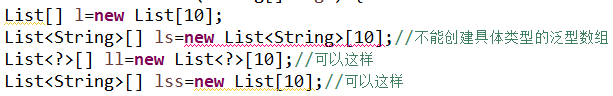 List[] l=new List[10];
List<String>[] ls=new List<String>[10];//不能创建具体类型的泛型数组
List<?>[] ll=new List<?>[10];//可以这样
List<String>[] lss=new List[10];//可以这样